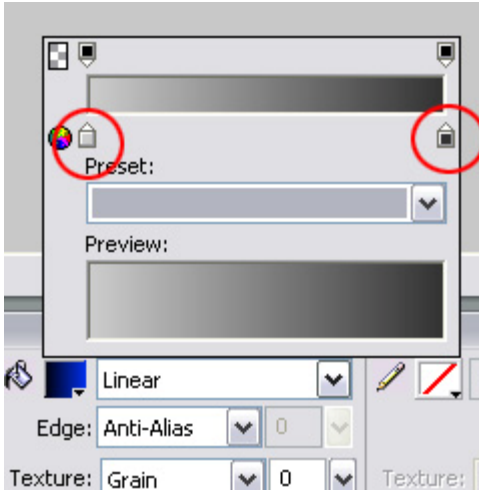 Preset:
Preview:
Linear
Edge: Anti-Alias 0
Texture: Grain 0 Texture: